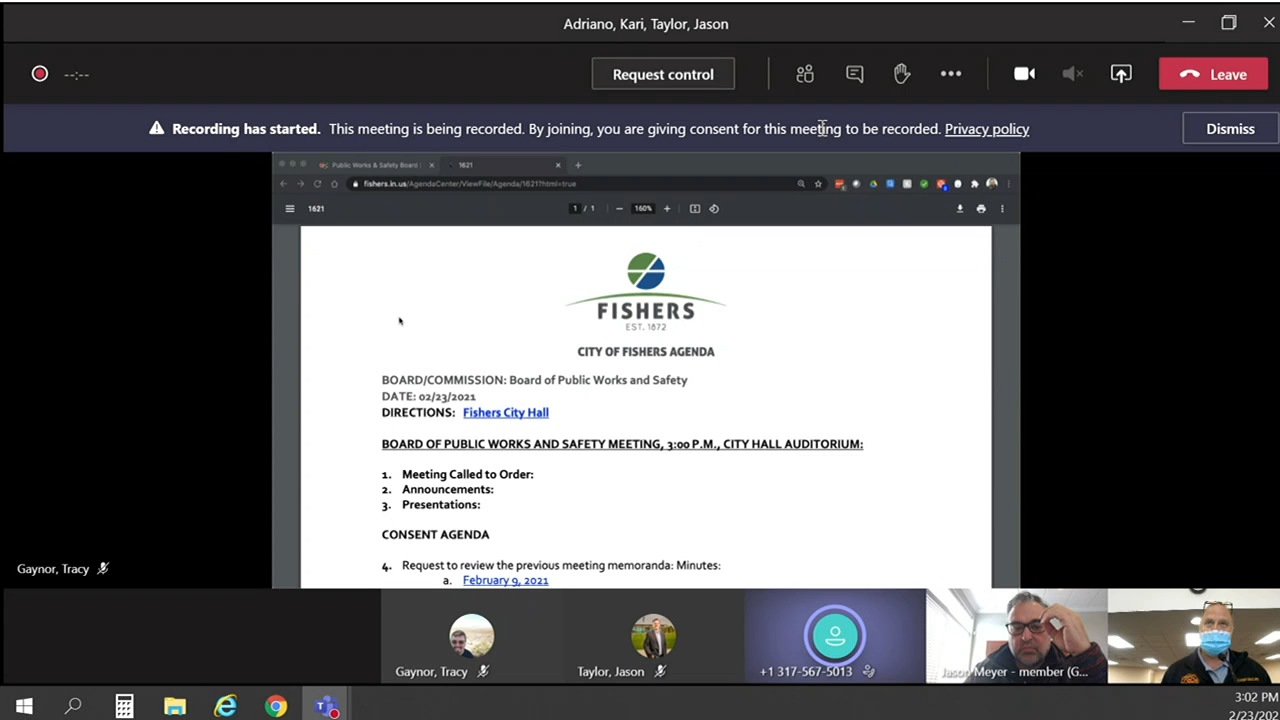 Adriano, Kari, Taylor, Jason
--:--
Request control
Leave
Recording has started. This meeting is being recorded. By joining, you are giving consent for this meeting to be recorded. Privacy policy
Dismiss
Public Works & Safety Board
1621
fishers.in.us/AgendaCenter/ViewFile/Agenda/1621?html=true
1621
1 / 1
160%
FISHERS
EST. 1872
CITY OF FISHERS AGENDA
BOARD/COMMISSION: Board of Public Works and Safety
DATE: 02/23/2021
DIRECTIONS: Fishers City Hall
BOARD OF PUBLIC WORKS AND SAFETY MEETING, 3:00 P.M., CITY HALL AUDITORIUM:
1. Meeting Called to Order:
2. Announcements:
3. Presentations:
CONSENT AGENDA
4. Request to review the previous meeting memoranda: Minutes:
a. February 9, 2021
Gaynor, Tracy
Gaynor, Tracy
Taylor, Jason
+1 317-567-5013
Jason Meyer - member (G...
3:02 PM
2/23/202